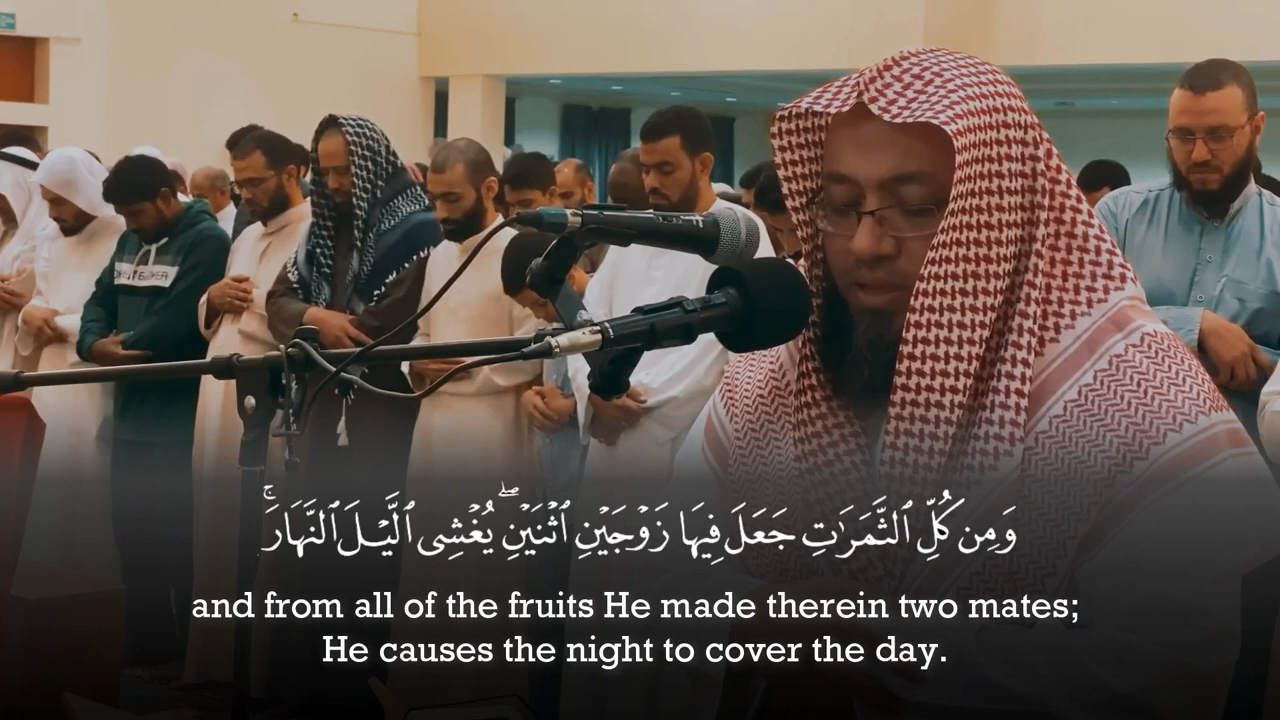 وَمِن كُلِّ ٱلثَّمَرَٰتِ جَعَلَ فِيهَا زَوْجَيْنِ ٱثْنَيْنِ ۖ يُغْشِى ٱلَّيْلَ ٱلنَّهَارَ ۚ
and from all of the fruits He made therein two mates;
He causes the night to cover the day.